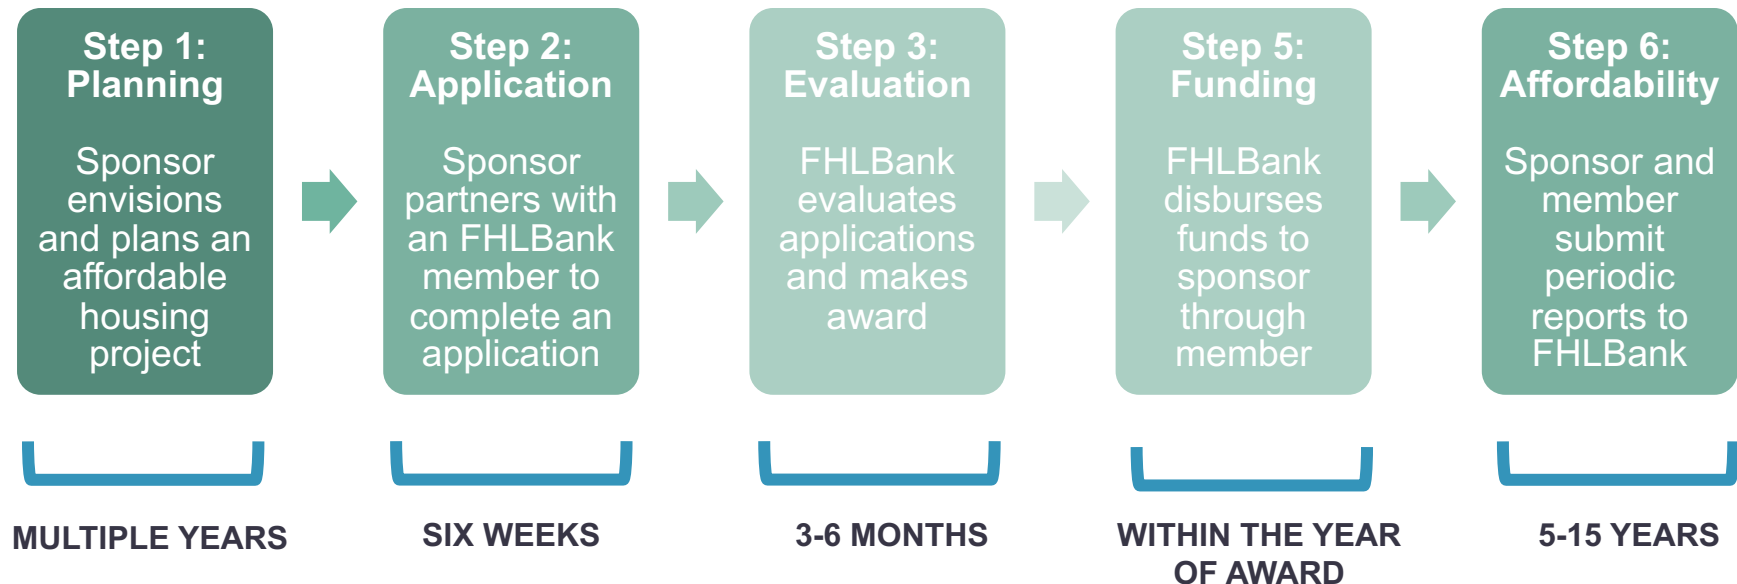 Step 1:
Planning
Sponsor
envisions
and plans an
affordable
housing
project
MULTIPLE YEARS
Step 2:
Application
Sponsor
partners with
an FHLBank
member to
complete an
application
SIX WEEKS
Step 3:
Evaluation
FHLBank
evaluates
applications
and makes
award
3-6 MONTHS
Step 5:
Funding
FHLBank
disburses
funds to
sponsor
through
member
WITHIN THE YEAR
OF AWARD
Step 6:
Affordability
Sponsor and
member
submit
periodic
reports to
FHLBank
5-15 YEARS